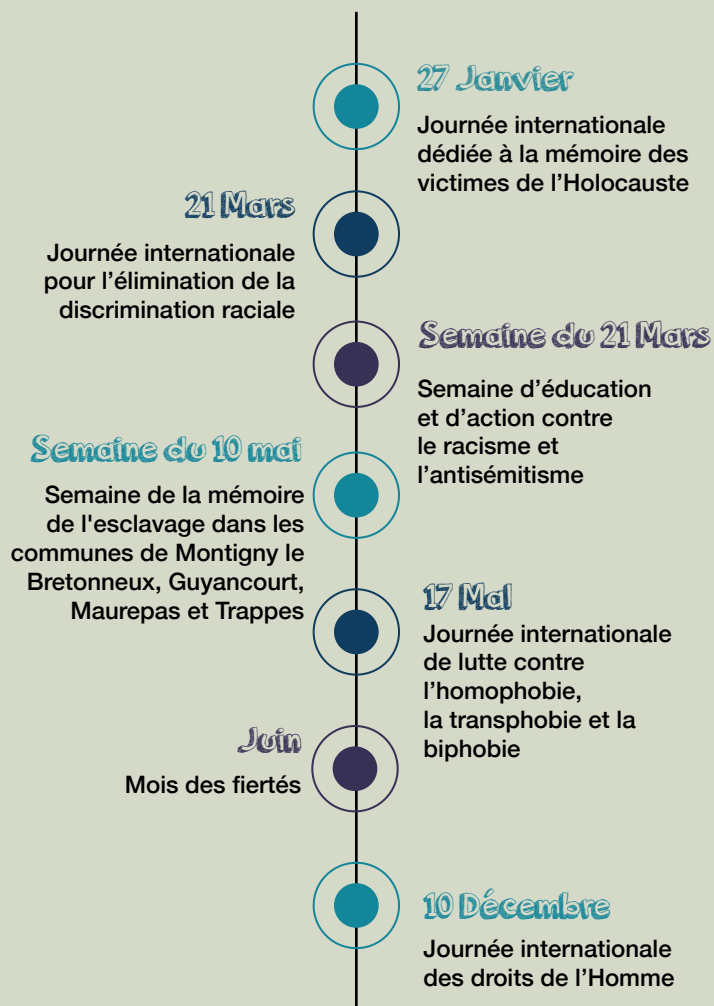 27 Janvier
Journée internationale
dédiée à la mémoire des
victimes de l’Holocauste
21 Mars
Journée internationale
pour l’élimination de la
discrimination raciale
Semaine du 21 Mars
Semaine d’éducation
et d’action contre
le racisme et
l’antisémitisme
Semaine du 10 mai
Semaine de la mémoire
de l'esclavage dans les
communes de Montigny le
Bretonneux, Guyancourt,
Maurepas et Trappes
17 Mai
Journée internationale
de lutte contre
l’homophobie,
la transphobie et la
biphobie
Juin
Mois des fiertés
10 Décembre
Journée internationale
des droits de l’Homme